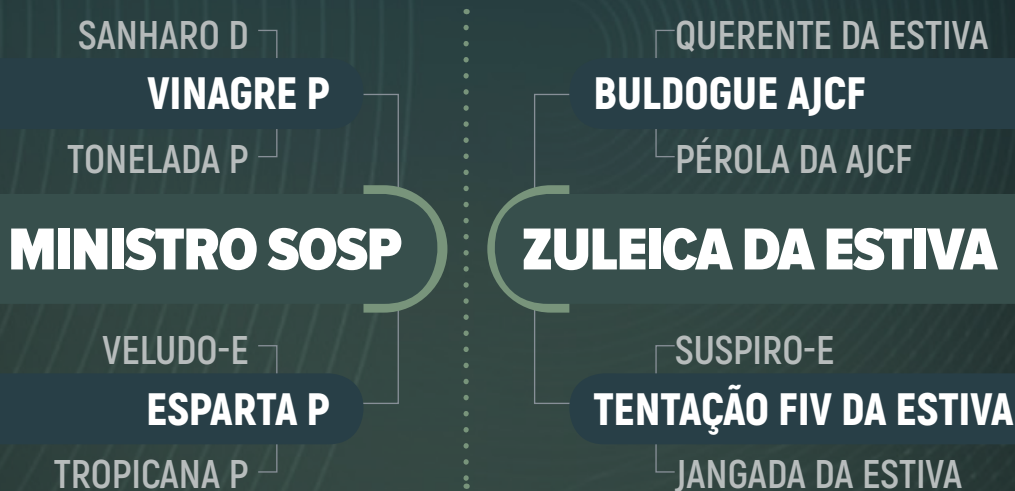 SANHARO D
VINAGRE P
TONELADA P
MINISTRO SOSP
VELUDO-E
ESPARTA P
TROPICANA P
QUERENTE DA ESTIVA
BULDOGUE AJCF
PÉROLA DA AJCF
ZULEICA DA ESTIVA
SUSPIRO-E
TENTAÇÃO FIV DA ESTIVA
JANGADA DA ESTIVA